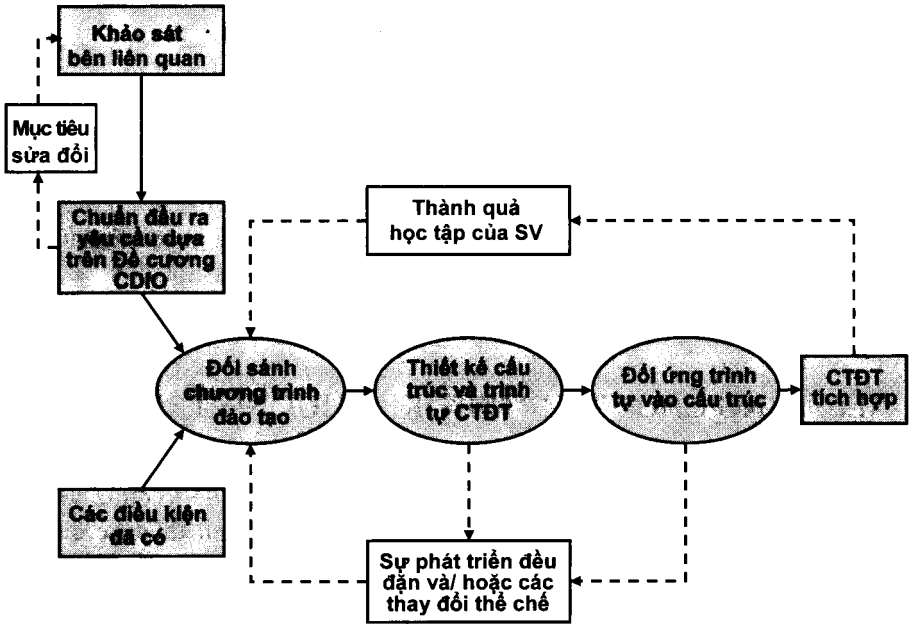 Khảo sát
bên liên quan
Mục tiêu
sửa đổi
Chuẩn đầu ra
yêu cầu dựa
trên Đề cương
CDIO
Thành quả
học tập của SV
Đối sánh
chương trình
đào tạo
Thiết kế cấu
trúc và trình
tự CTĐT
Đối ứng trình
tự vào cấu trúc
CTĐT
tích hợp
Các điều kiện
đã có
Sự phát triển đều
đặn và/ hoặc các
thay đổi thể chế